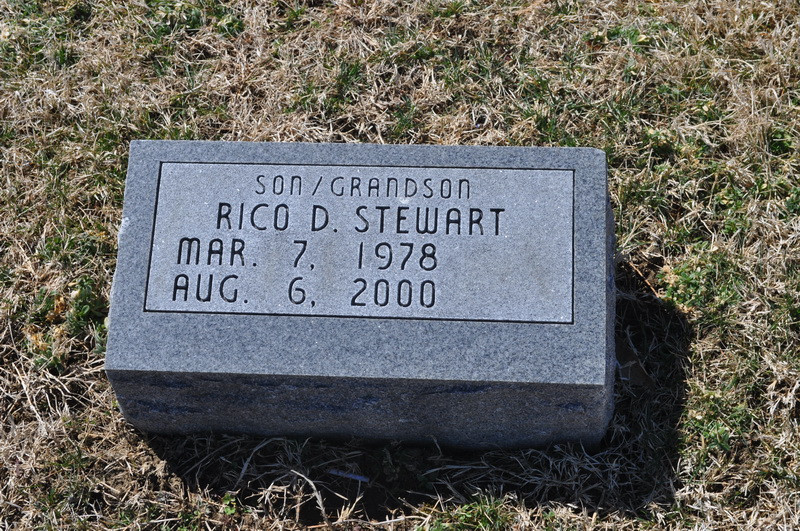 SON/GRANDSON
RICO D. STEWART
MAR. 7, 1978
AUG. 6, 2000